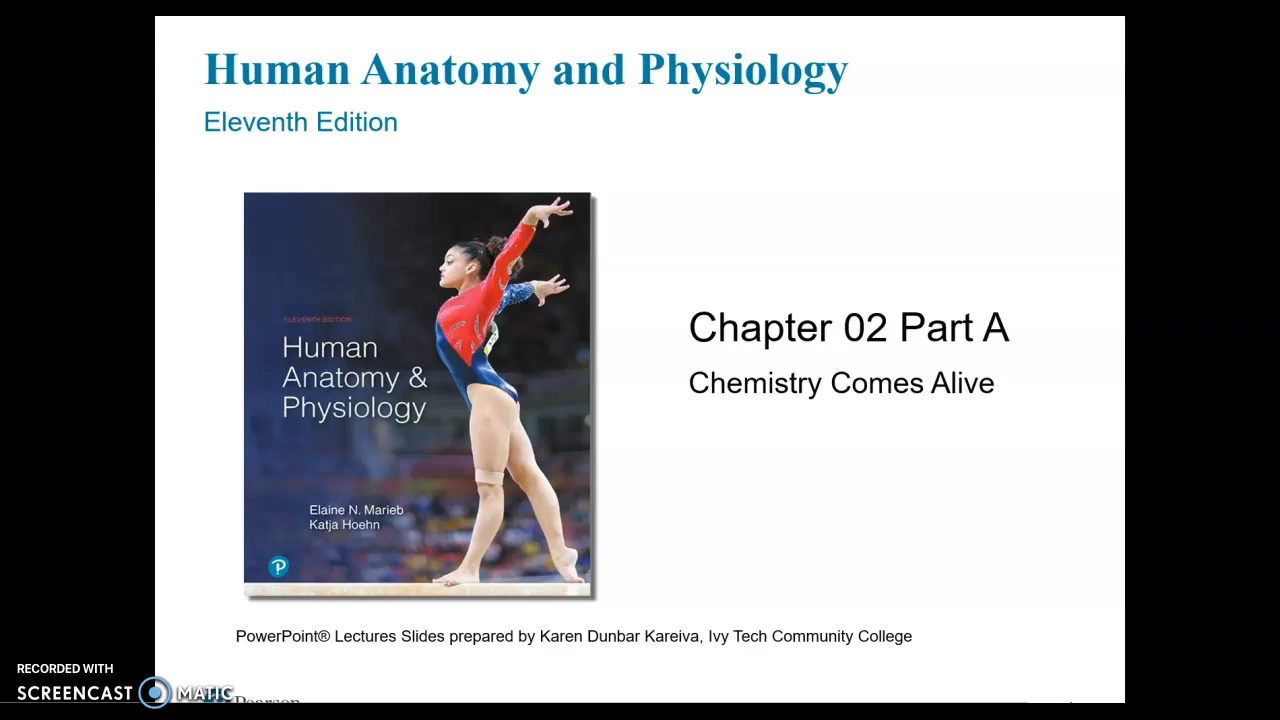 Human Anatomy and Physiology
Eleventh Edition
ELEVENTH EDITION
Human
Anatomy &
Physiology
Elaine N. Marieb
Katja Hoehn
P
Chapter 02 Part A
Chemistry Comes Alive
PowerPoint® Lectures Slides prepared by Karen Dunbar Kareiva, Ivy Tech Community College
RECORDED WITH
SCREENCAST MATIC
Pearson